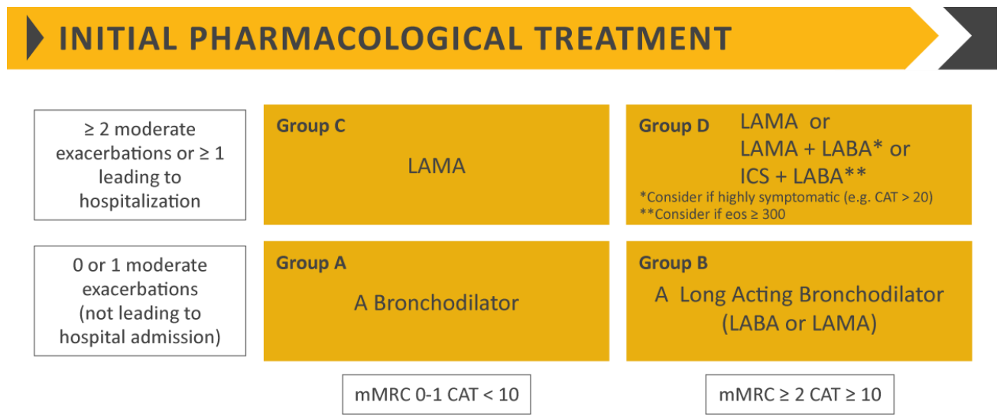 INITIAL PHARMACOLOGICAL TREATMENT
≥ 2 moderate
exacerbations or ≥ 1
leading to
hospitalization
Group C
LAMA
Group D
LAMA or
LAMA + LABA* or
ICS + LABA**
*Consider if highly symptomatic (e.g. CAT > 20)
**Consider if eos ≥ 300
0 or 1 moderate
exacerbations
(not leading to
hospital admission)
Group A
A Bronchodilator
Group B
A Long Acting Bronchodilator
(LABA or LAMA)
mMRC 0-1 CAT < 10
mMRC ≥ 2 CAT ≥ 10